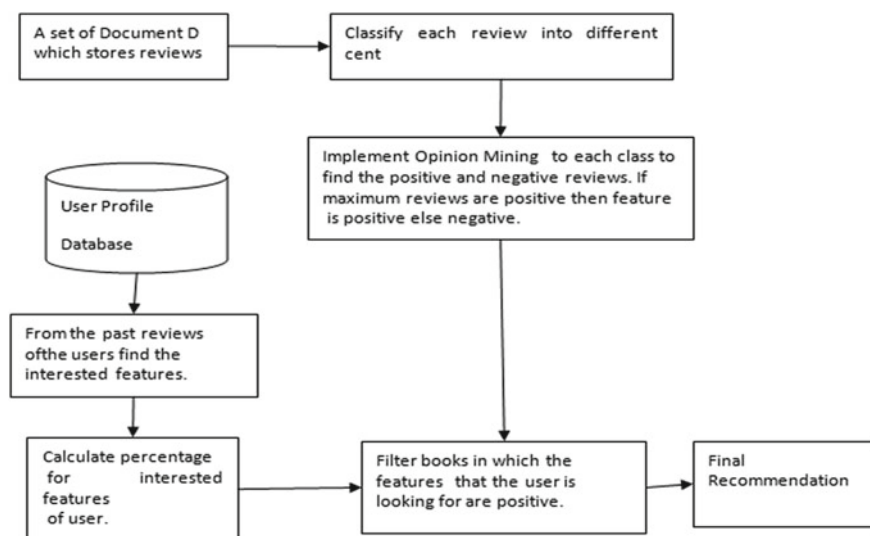 A set of Document D
which stores reviews
Classify each review into different
cent
Implement Opinion Mining to each class to
find the positive and negative reviews. If
maximum reviews are positive then feature
is positive else negative.
User Profile
Database
From the past reviews
ofthe users find the
interested features.
Calculate percentage
for interested
features
of user.
Filter books in which the
features that the user is
looking for are positive.
Final
Recommendation